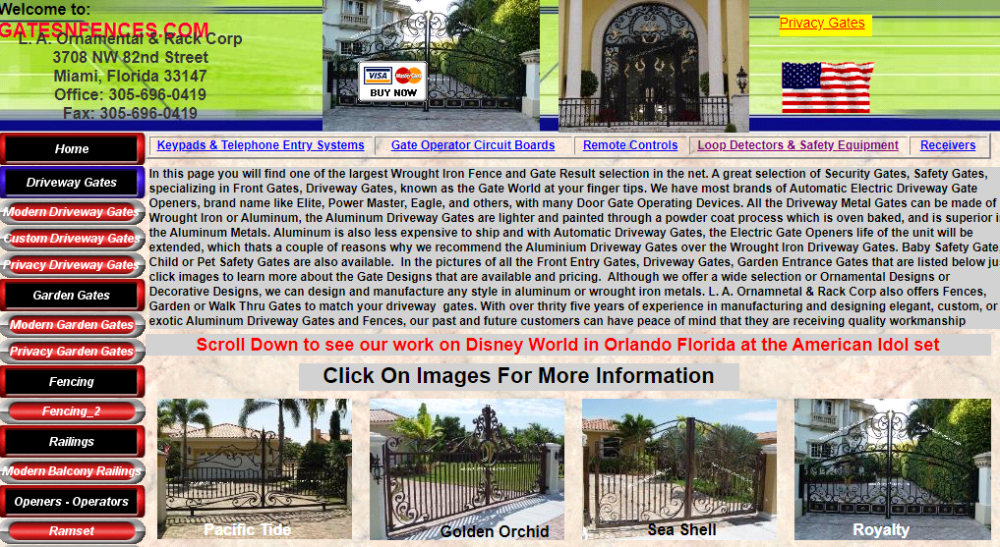 Welcome to:
GATESNFENCES.COM
L. A. Ornamental & Rack Corp
3708 NW 82nd Street
Miami, Florida 33147
Office: 305-696-0419
Fax: 305-696-0419
VISA MasterCard
BUY NOW
Privacy Gates
Keypads & Telephone Entry Systems
Gate Operator Circuit Boards
Remote Controls
Loop Detectors & Safety Equipment
Receivers
Home
Driveway Gates
Modern Driveway Gates
Custom Driveway Gates
Privacy Driveway Gates
Garden Gates
Modern Garden Gates
Privacy Garden Gates
Fencing
Fencing_2
Railings
Modern Balcony Railings
Openers - Operators
Ramset
In this page you will find one of the largest Wrought Iron Fence and Gate Result selection in the net. A great selection of Security Gates, Safety Gates,
specializing in Front Gates, Driveway Gates, known as the Gate World at your finger tips. We have most brands of Automatic Electric Driveway Gate
Openers, brand name like Elite, Power Master, Eagle, and others, with many Door Gate Operating Devices. All the Driveway Metal Gates can be made of
Wrought Iron or Aluminum, the Aluminum Driveway Gates are lighter and painted through a powder coat process which is oven baked, and is superior i
the Aluminum Metals. Aluminum is also less expensive to ship and with Automatic Driveway Gates, the Electric Gate Openers life of the unit will be
extended, which thats a couple of reasons why we recommend the Aluminium Driveway Gates over the Wrought Iron Driveway Gates. Baby Safety Gate
Child or Pet Safety Gates are also available. In the pictures of all the Front Entry Gates, Driveway Gates, Garden Entrance Gates that are listed below jus
click images to learn more about the Gate Designs that are available and pricing. Although we offer a wide selection or Ornamental Designs or
Decorative Designs, we can design and manufacture any style in aluminum or wrought iron metals. L. A. Ornamnetal & Rack Corp also offers Fences,
Garden or Walk Thru Gates to match your driveway gates. With over thrity five years of experience in manufacturing and designing elegant, custom, or
exotic Aluminum Driveway Gates and Fences, our past and future customers can have peace of mind that they are receiving quality workmanship
Scroll Down to see our work on Disney World in Orlando Florida at the American Idol set
Click On Images For More Information
Pacific Tide
Golden Orchid
Sea Shell
Royalty